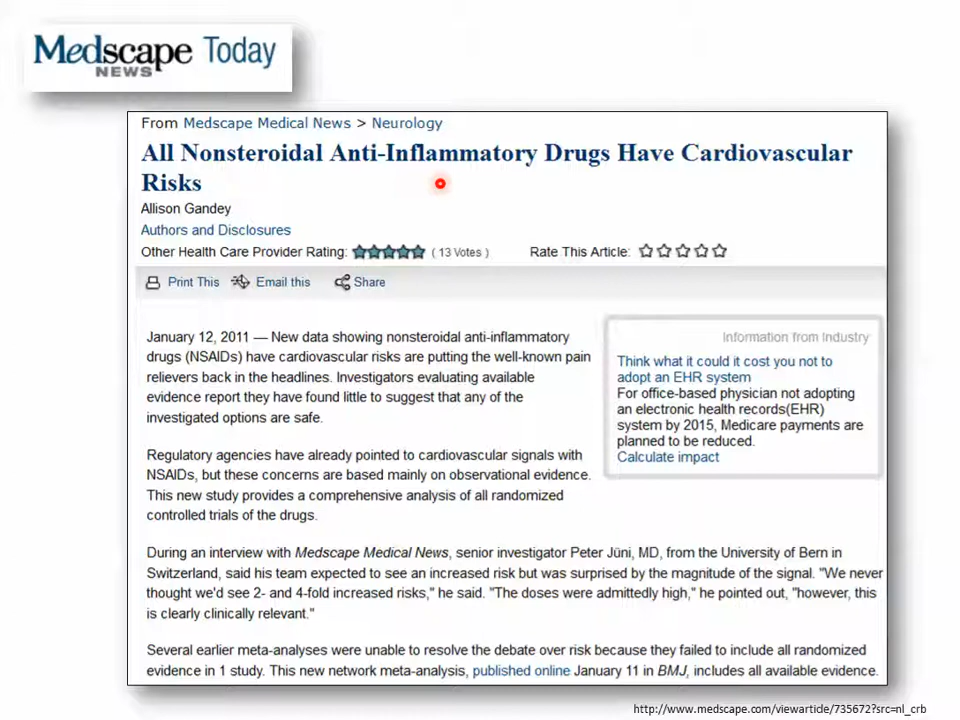 Medscape Today
NEWS
From Medscape Medical News > Neurology
All Nonsteroidal Anti-Inflammatory Drugs Have Cardiovascular
Risks
Allison Gandey
Authors and Disclosures
Other Health Care Provider Rating: ( 13 Votes ) Rate This Article:
Print This Email this Share
January 12, 2011 — New data showing nonsteroidal anti-inflammatory
drugs (NSAIDs) have cardiovascular risks are putting the well-known pain
relievers back in the headlines. Investigators evaluating available
evidence report they have found little to suggest that any of the
investigated options are safe.
Information from Industry
Think what it could it cost you not to
adopt an EHR system
For office-based physician not adopting
an electronic health records(EHR)
system by 2015, Medicare payments are
planned to be reduced.
Calculate impact
Regulatory agencies have already pointed to cardiovascular signals with
NSAIDs, but these concerns are based mainly on observational evidence.
This new study provides a comprehensive analysis of all randomized
controlled trials of the drugs.
During an interview with Medscape Medical News, senior investigator Peter Jüni, MD, from the University of Bern in
Switzerland, said his team expected to see an increased risk but was surprised by the magnitude of the signal. "We never
thought we'd see 2- and 4-fold increased risks," he said. "The doses were admittedly high," he pointed out, "however, this
is clearly clinically relevant."
Several earlier meta-analyses were unable to resolve the debate over risk because they failed to include all randomized
evidence in 1 study. This new network meta-analysis, published online January 11 in BMJ, includes all available evidence.
http://www.medscape.com/viewarticle/735672?src=nl_crb